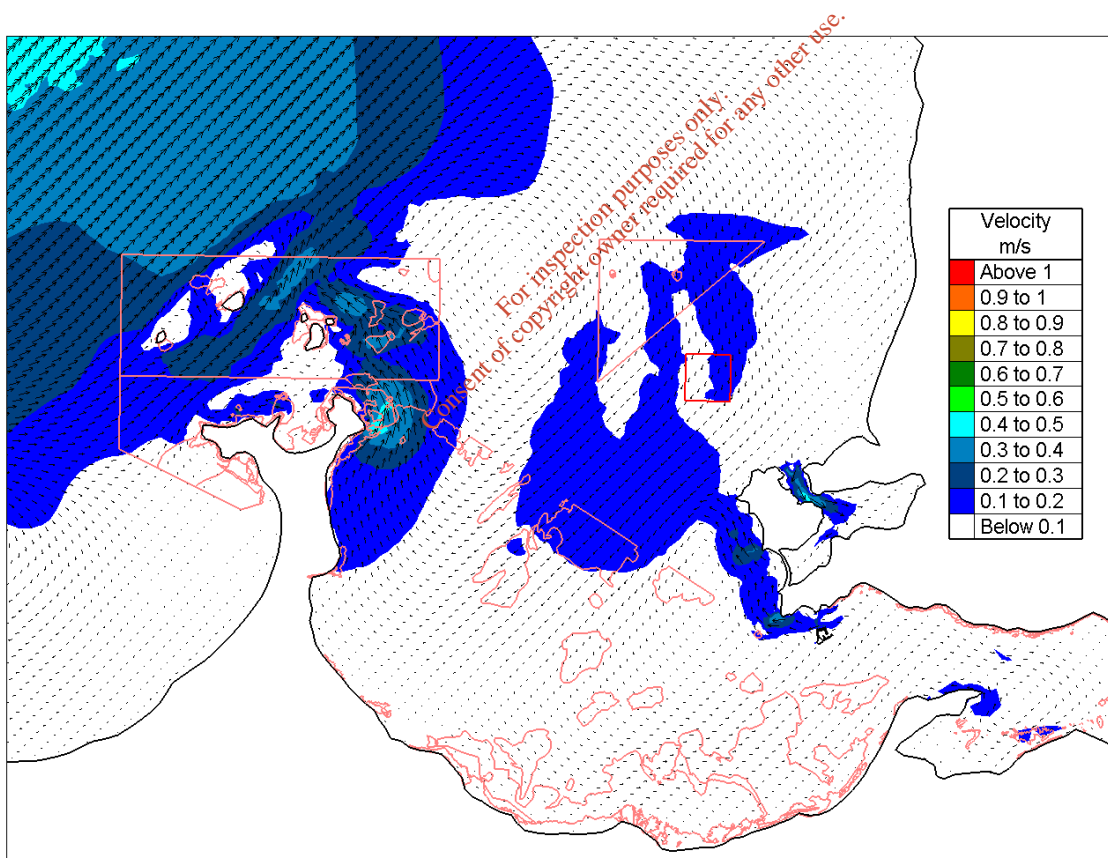 For inspection purposes only.
Consent of copyright owner required for any other use.
Velocity
m/s
Above 1
0.9 to 1
0.8 to 0.9
0.7 to 0.8
0.6 to 0.7
0.5 to 0.6
0.4 to 0.5
0.3 to 0.4
0.2 to 0.3
0.1 to 0.2
Below 0.1